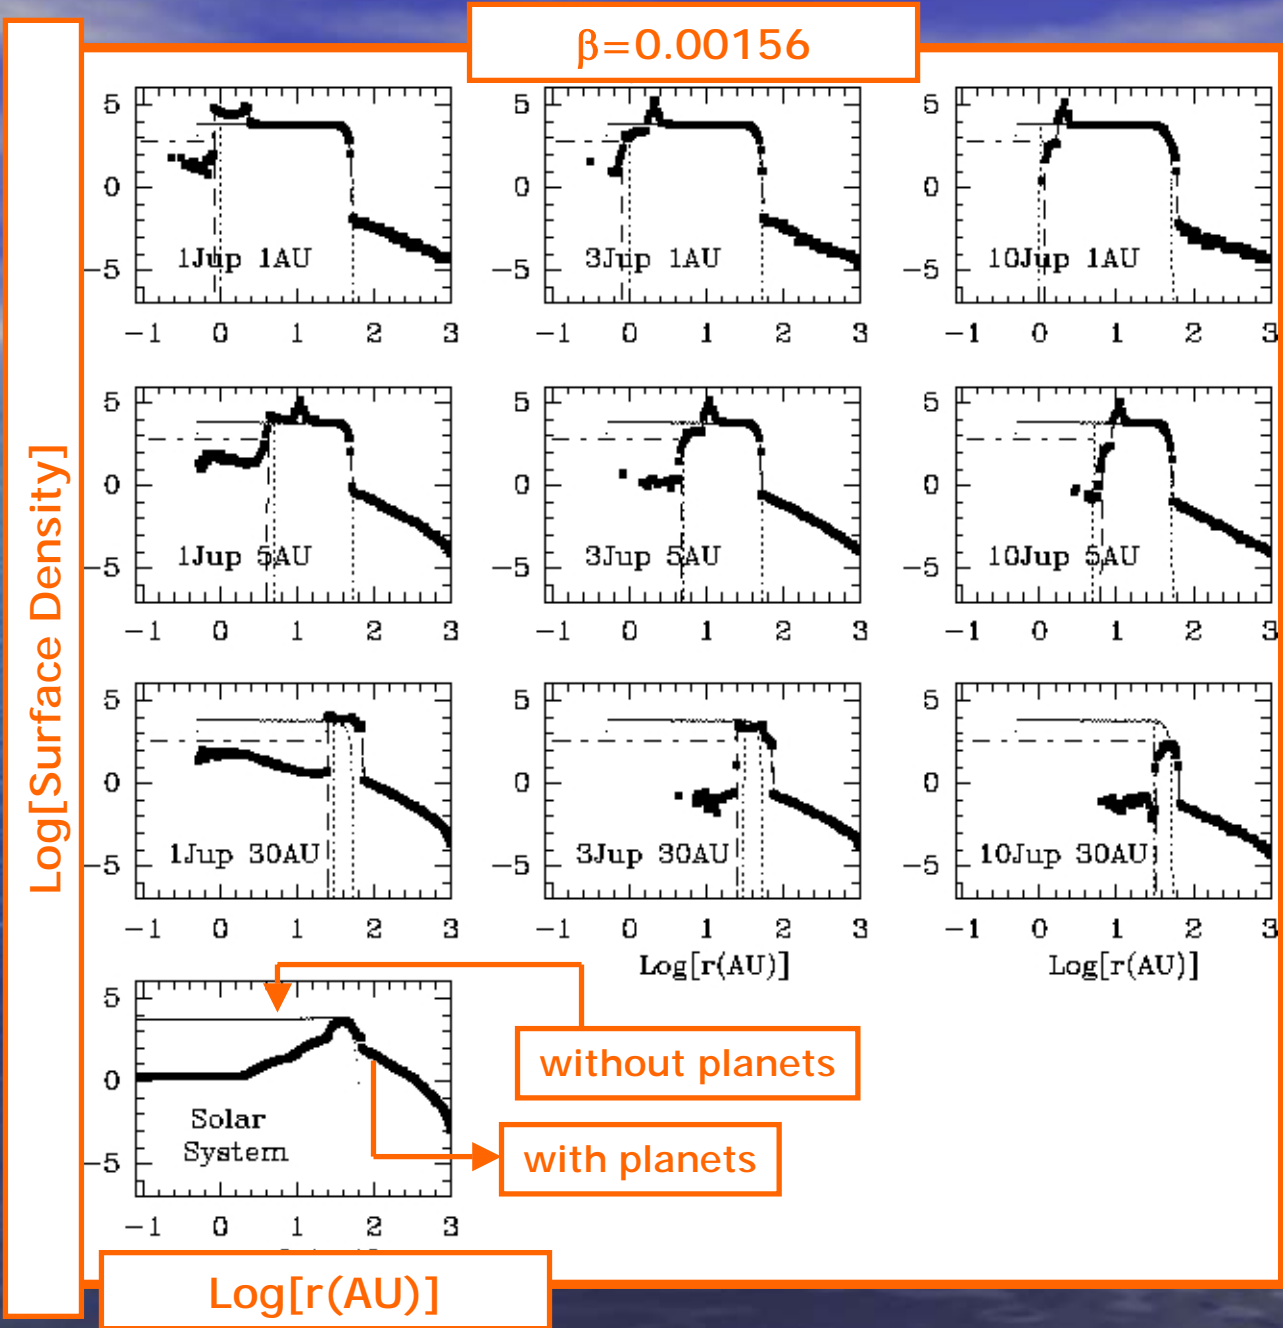 β=0.00156
Log[Surface Density]
5
0
−5
1Jup 1AU
−1 0 1 2 3
5
0
−5
3Jup 1AU
−1 0 1 2 3
5
0
−5
10Jup 1AU
−1 0 1 2 3
5
0
−5
1Jup 5AU
−1 0 1 2 3
5
0
−5
3Jup 5AU
−1 0 1 2 3
5
0
−5
10Jup 5AU
−1 0 1 2 3
5
0
−5
1Jup 30AU
−1 0 1 2 3
5
0
−5
3Jup 30AU
−1 0 1 2 3
Log[r(AU)]
5
0
−5
10Jup 30AU
−1 0 1 2 3
Log[r(AU)]
5
0
−5
Solar
System
−1 0 1 2 3
without planets
with planets
Log[r(AU)]